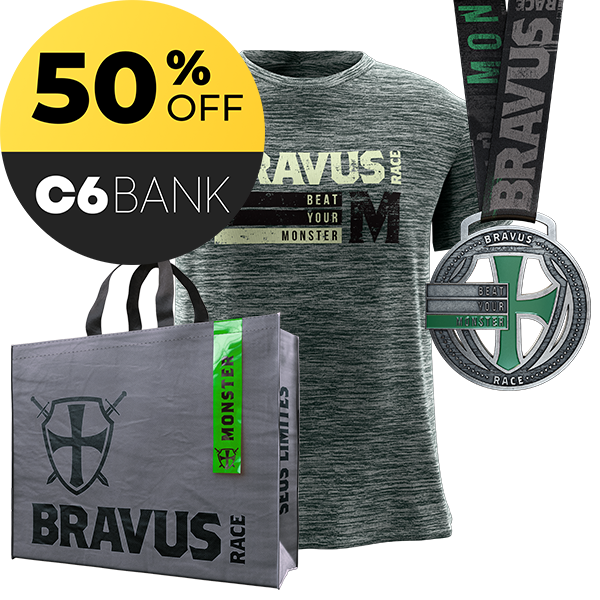 50% OFF
C6 BANK
BRAVUS RACE
BEAT
YOUR
MONSTER
M
MON
RACE
BRAVUS
BRAVUS
BEAT
YOUR
MONSTER
RACE
MONSTER
SEUS LIMITES
BRAVUS RACE